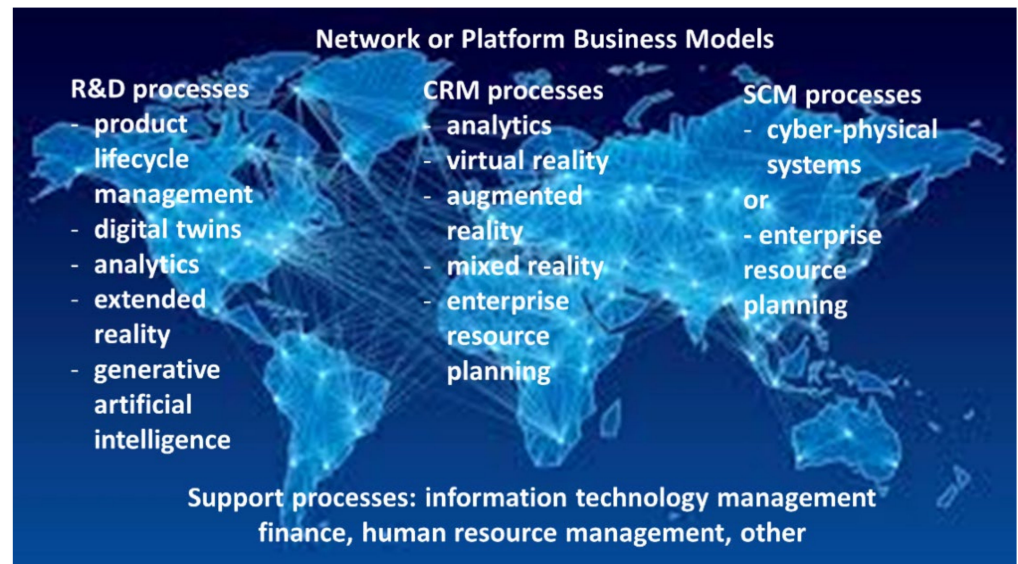 Network or Platform Business Models
R&D processes
- product
lifecycle
management
- digital twins
- analytics
- extended
reality
- generative
artificial
intelligence
CRM processes
- analytics
- virtual reality
- augmented
reality
- mixed reality
- enterprise
resource
planning
SCM processes
- cyber-physical
systems
or
- enterprise
resource
planning
Support processes: information technology management
finance, human resource management, other